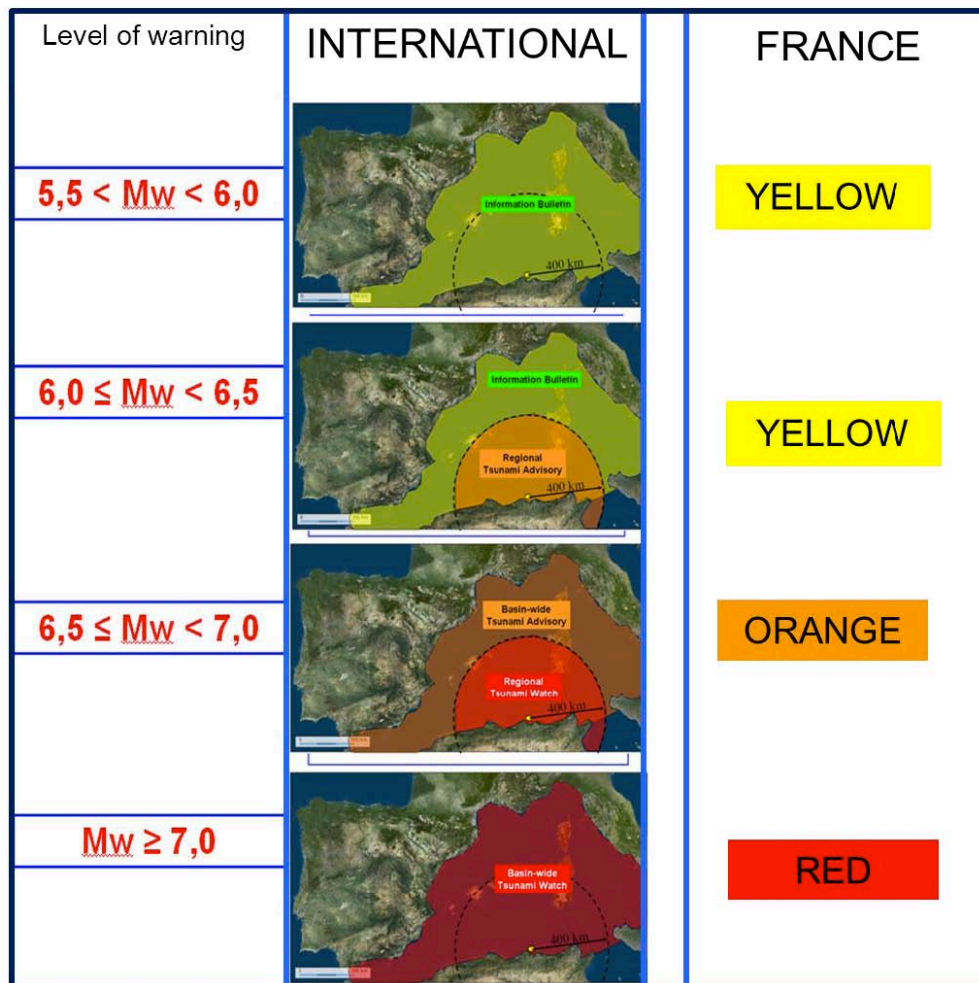 Level of warning
INTERNATIONAL
FRANCE
5,5 < Mw < 6,0
Information Bulletin
400 km
YELLOW
6,0 ≤ Mw < 6,5
Information Bulletin
Regional
Tsunami Advisory
400 km
YELLOW
6,5 ≤ Mw < 7,0
Basin-wide
Tsunami Advisory
Regional
Tsunami Watch
400 km
ORANGE
Mw ≥ 7,0
Basin-wide
Tsunami Watch
400 km
RED